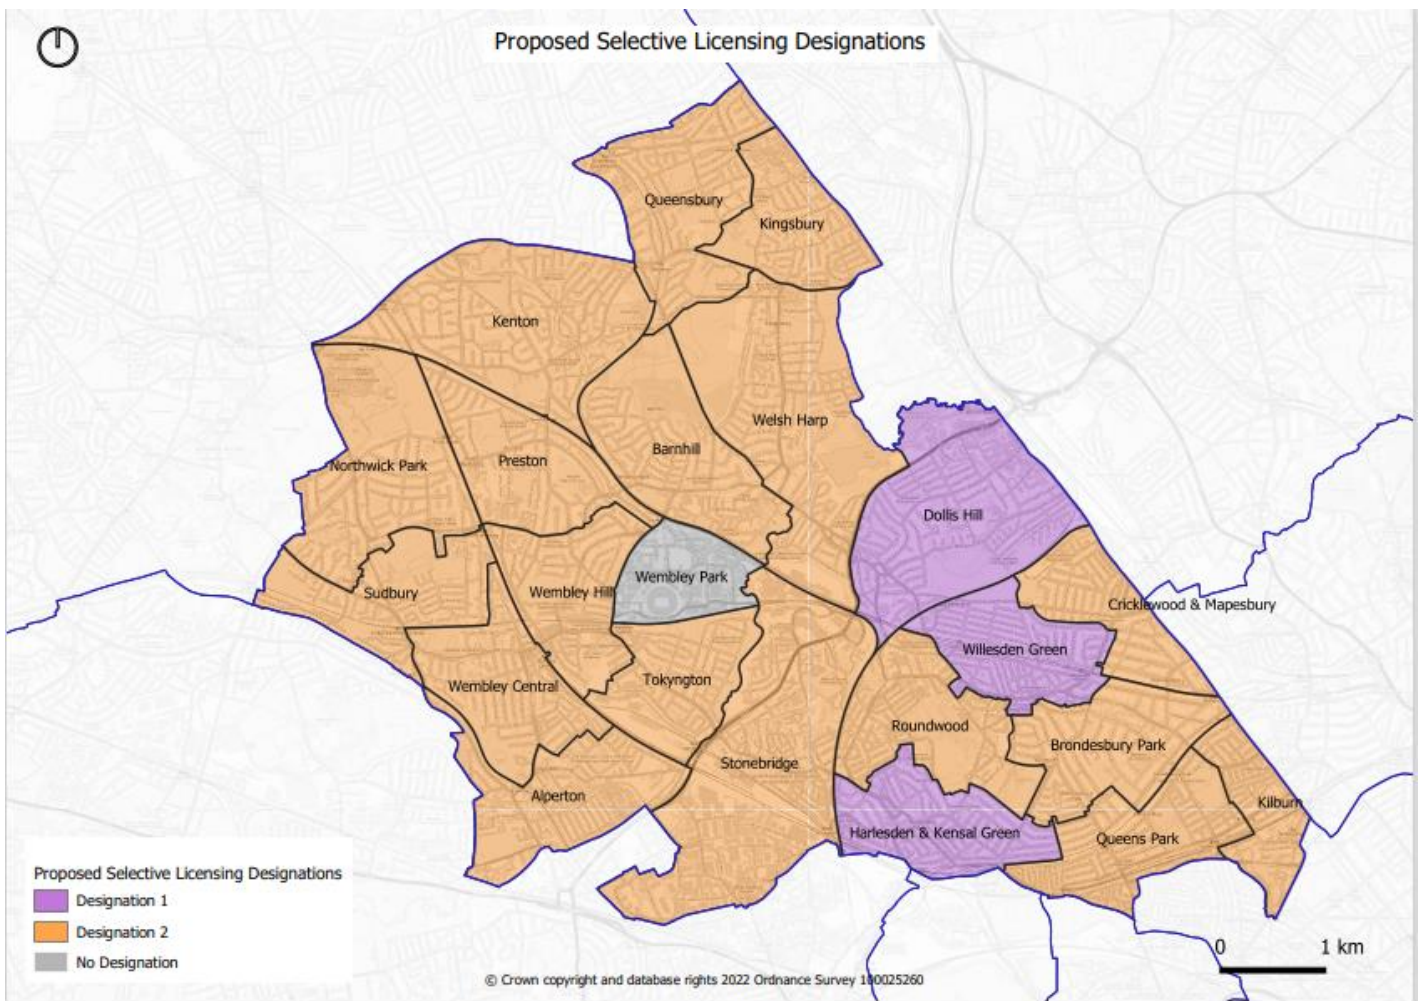 Proposed Selective Licensing Designations
Queensbury
Kingsbury
Kenton
Welsh Harp
Barnhill
Preston
Northwick Park
Dollis Hill
Wembley Park
Sudbury
Wembley Hill
Cricklewood & Mapesbury
Willesden Green
Wembley Central
Tokyngton
Roundwood
Brondesbury Park
Stonebridge
Alperton
Kilburn
Harlesden & Kensal Green
Queens Park
Proposed Selective Licensing Designations
Designation 1
Designation 2
No Designation
0 1 km
© Crown copyright and database rights 2022 Ordnance Survey 100025260